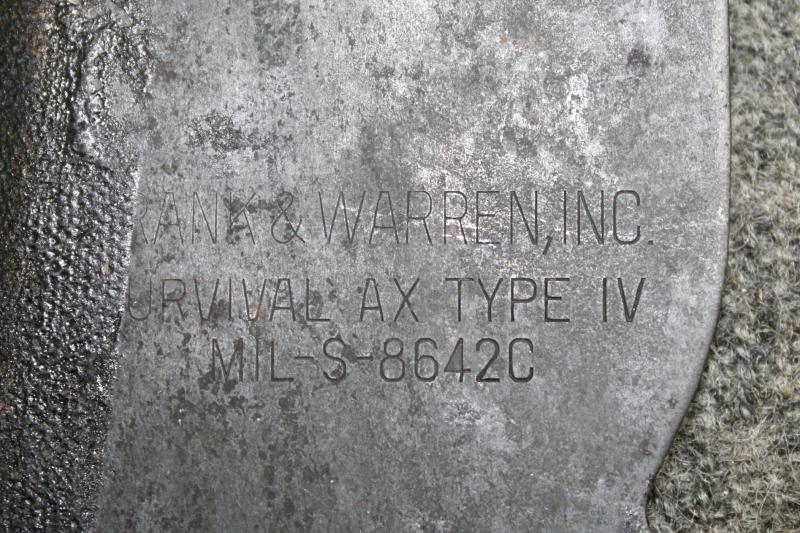 RANK & WARREN, INC.
URVIVAL AX TYPE IV
MIL-S-8642C